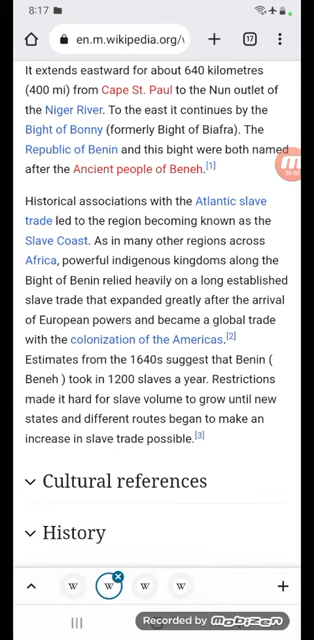 8:17
en.m.wikipedia.org/v
17
It extends eastward for about 640 kilometres
(400 mi) from Cape St. Paul to the Nun outlet of
the Niger River. To the east it continues by the
Bight of Bonny (formerly Bight of Biafra). The
Republic of Benin and this bight were both named
after the Ancient people of Beneh.[1]
Historical associations with the Atlantic slave
trade led to the region becoming known as the
Slave Coast. As in many other regions across
Africa, powerful indigenous kingdoms along the
Bight of Benin relied heavily on a long established
slave trade that expanded greatly after the arrival
of European powers and became a global trade
with the colonization of the Americas.[2]
Estimates from the 1640s suggest that Benin (
Beneh ) took in 1200 slaves a year. Restrictions
made it hard for slave volume to grow until new
states and different routes began to make an
increase in slave trade possible.[3]
Cultural references
History
W W W W
Recorded by mobizen